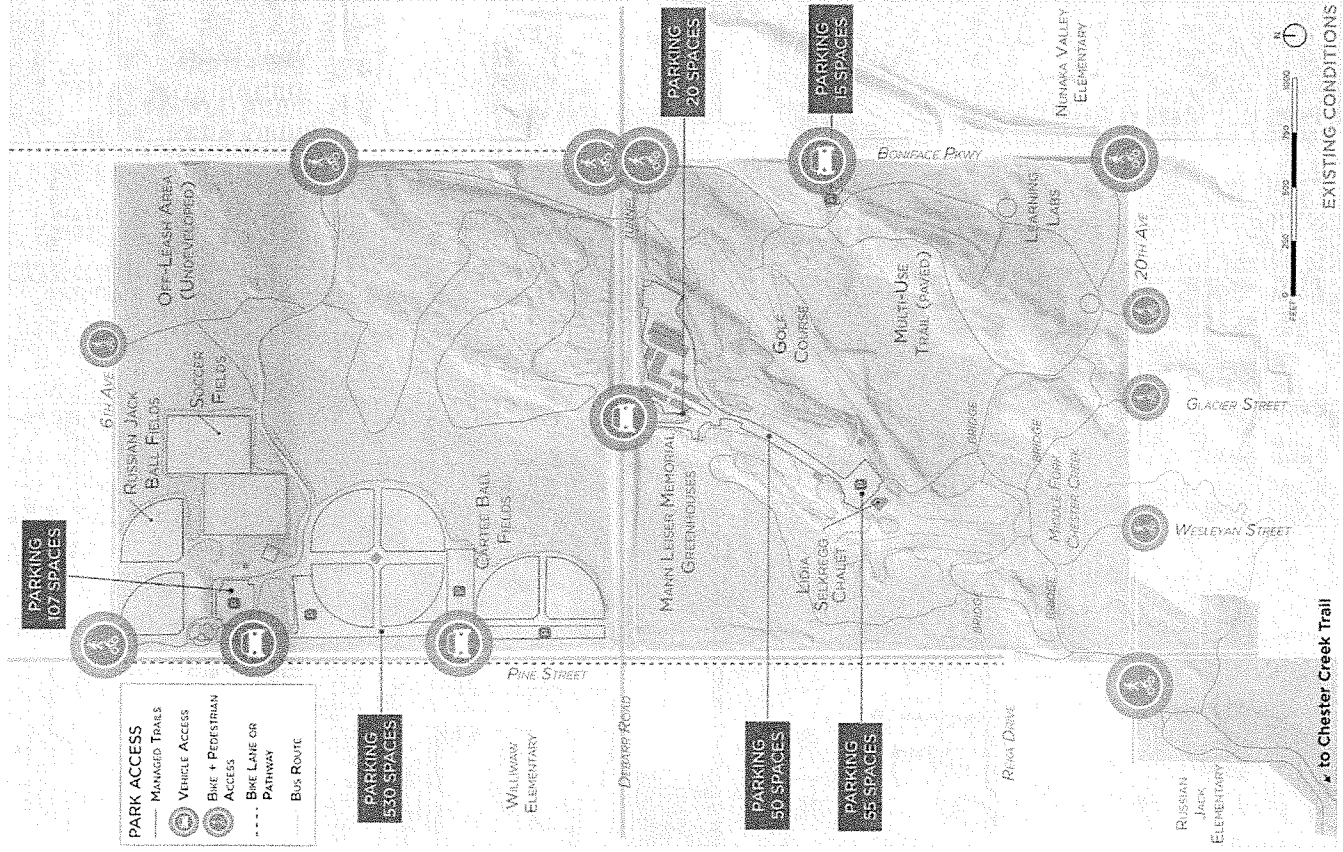 PARKING
107 SPACES
6TH AVE
RUSSIAN JACK
BALL FIELDS
SOCCER
FIELDS
OFF-LEASH AREA
(UNDEVELOPED)
PARK ACCESS
MANAGED TRAILS
VEHICLE ACCESS
BIKE + PEDESTRIAN
ACCESS
BIKE LANE OR
PATHWAY
BUS ROUTE
PARKING
530 SPACES
CARTEE BALL
FIELDS
PINE STREET
WILLIWAW
ELEMENTARY
DEBARR ROAD
TUNNEL
PARKING
20 SPACES
MANN LEISER MEMORIAL
GREENHOUSES
PARKING
50 SPACES
PARKING
55 SPACES
LIDIA
SELKREGG
CHALET
GOLF
COURSE
PARKING
15 SPACES
BONIFACE PKWY
MULTI-USE
TRAIL (PAVED)
REKA DRIVE
BRIDGE
BRIDGE
BRIDGE
BRIDGE
MIDDLE FORK
CHESTER CREEK
LEARNING
LABS
NUNAKA VALLEY
ELEMENTARY
20TH AVE
GLACIER STREET
WESLEYAN STREET
RUSSIAN
JACK
ELEMENTARY
to Chester Creek Trail
FEET
0 250 500 750 1000
N
EXISTING CONDITIONS